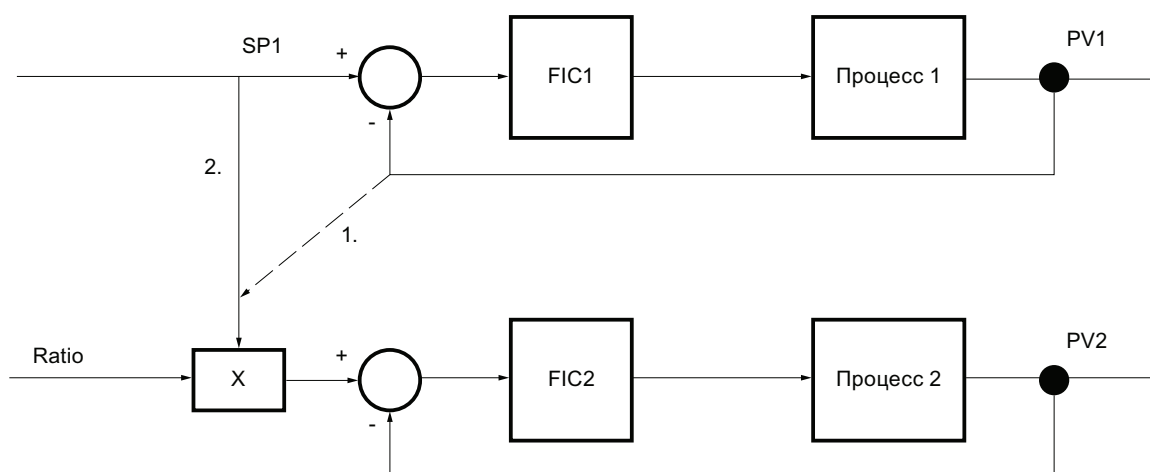 SP1
+
-
FIC1
Процесс 1
PV1
2.
1.
Ratio
X
+
-
FIC2
Процесс 2
PV2